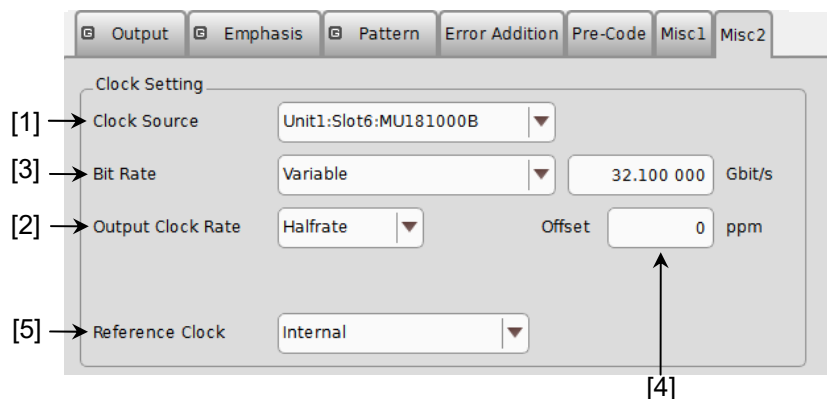 Output Emphasis Pattern Error Addition Pre-Code Misc1 Misc2
Clock Setting
[1] Clock Source Unit1:Slot6:MU181000B
[3] Bit Rate Variable 32.100 000 Gbit/s
[2] Output Clock Rate Halfrate Offset 0 ppm
[5] Reference Clock Internal
[4]